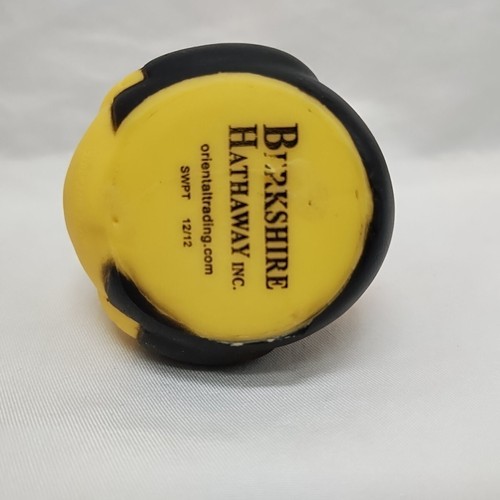 BERKSHIRE
HATHAWAY INC.
orientaltrading.com
SWPT 12/12